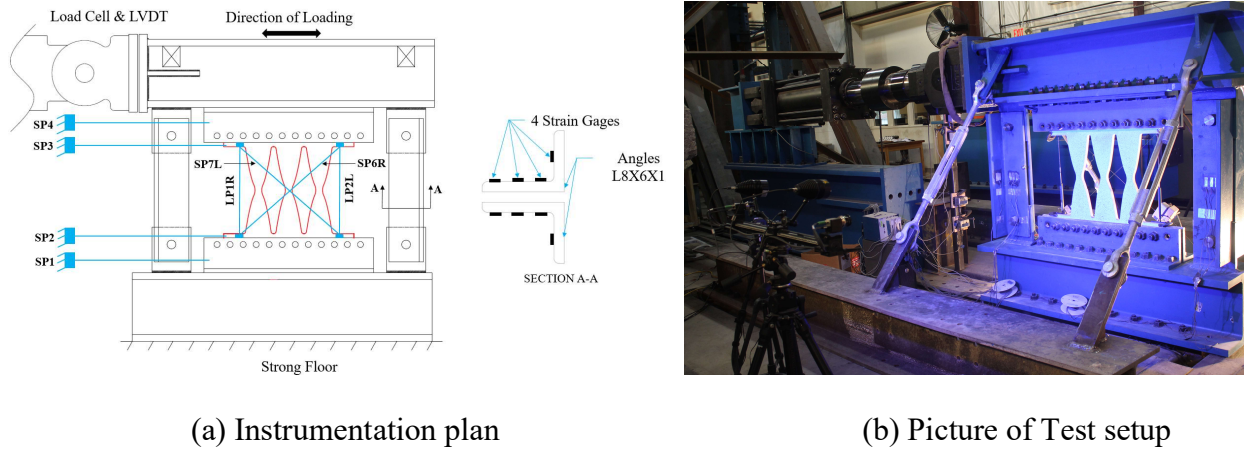 Load Cell & LVDT
Direction of Loading
SP4
SP3
SP7L
SP6R
LP1R
LP2L
A
A
SP2
SP1
Strong Floor
4 Strain Gages
Angles
L8X6X1
SECTION A-A
EXIT
(a) Instrumentation plan
(b) Picture of Test setup